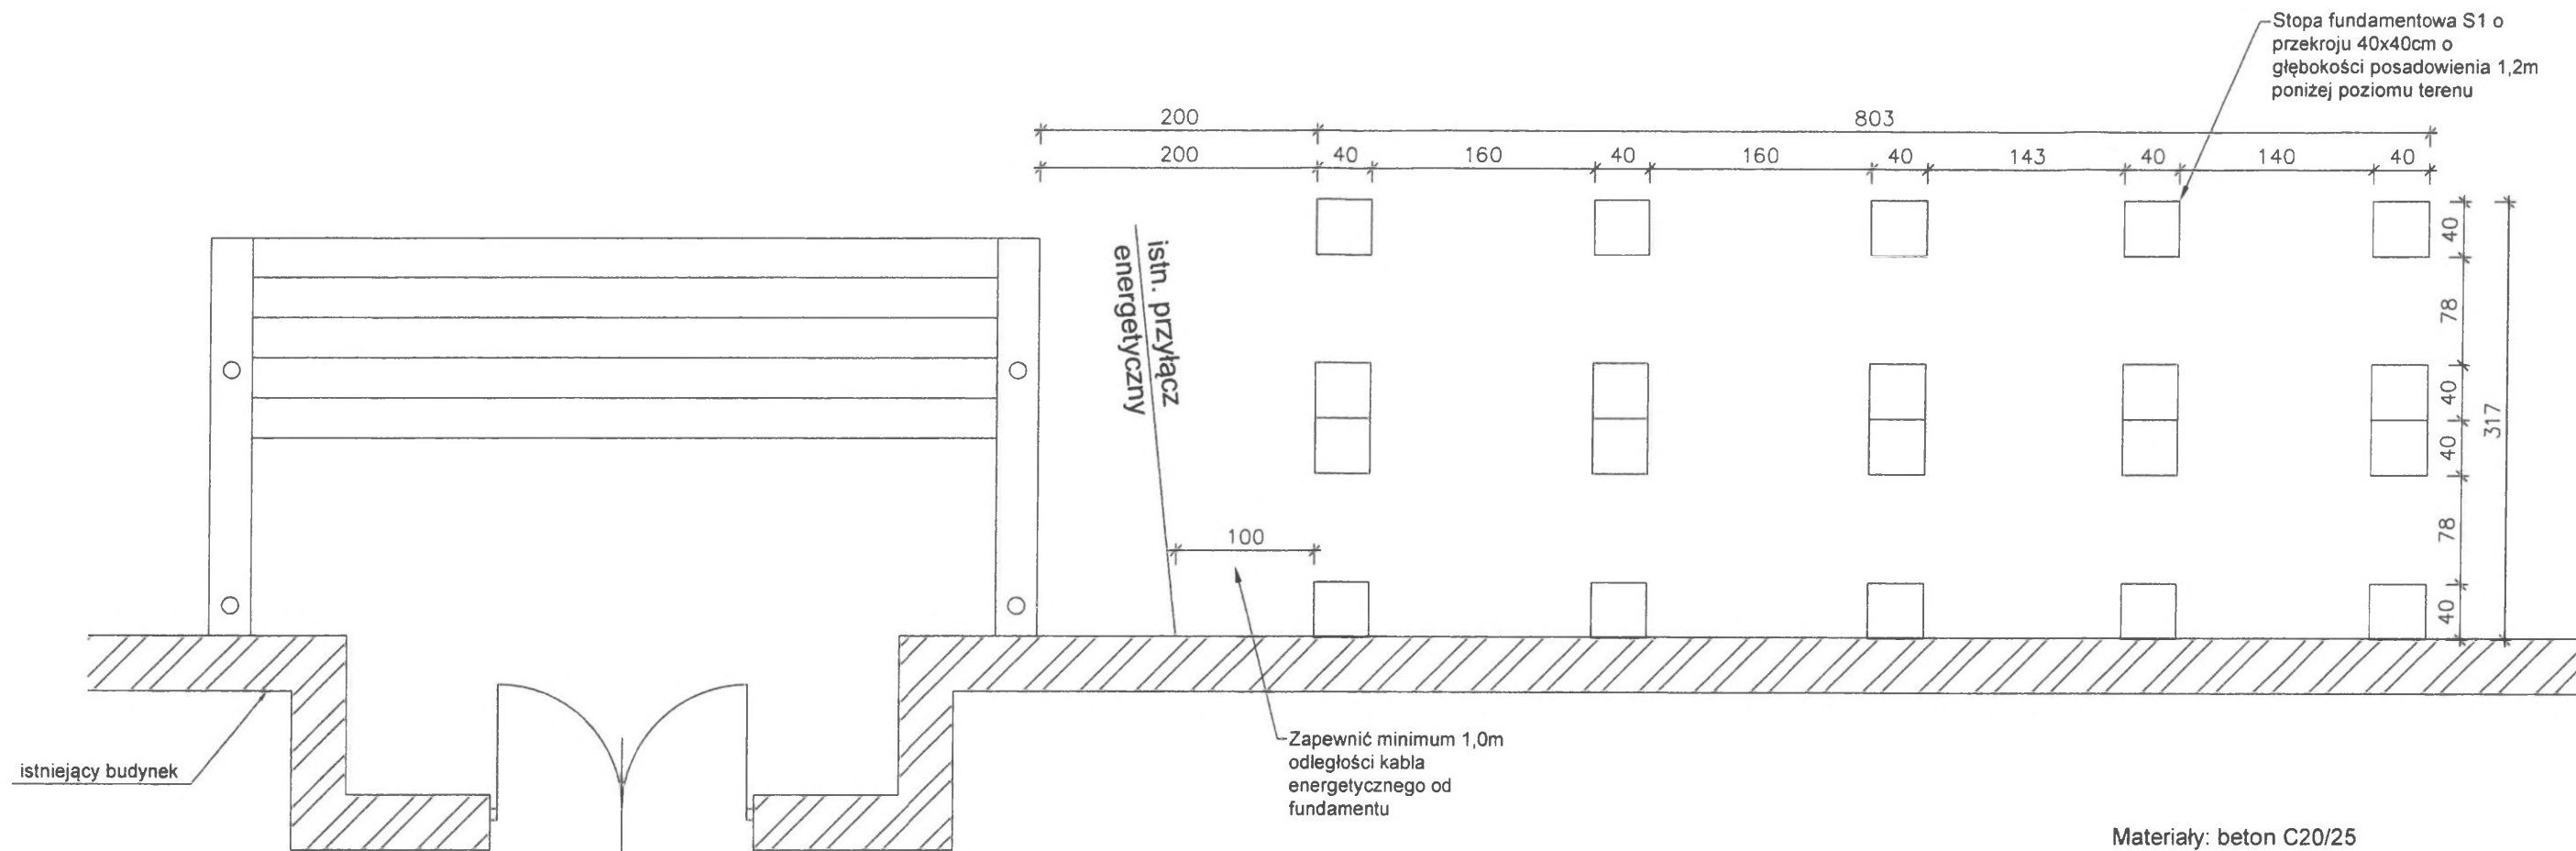 Stopa fundamentowa S1 o
przekroju 40x40cm o
głębokości posadowienia 1,2m
poniżej poziomu terenu
200 803
200 40 160 40 160 40 143 40 140 40
40
78
40
40
78
40
317
istn. przyłącz
energetyczny
100
Zapewnić minimum 1,0m
odległości kabla
energetycznego od
fundamentu
istniejący budynek
Materiały: beton C20/25